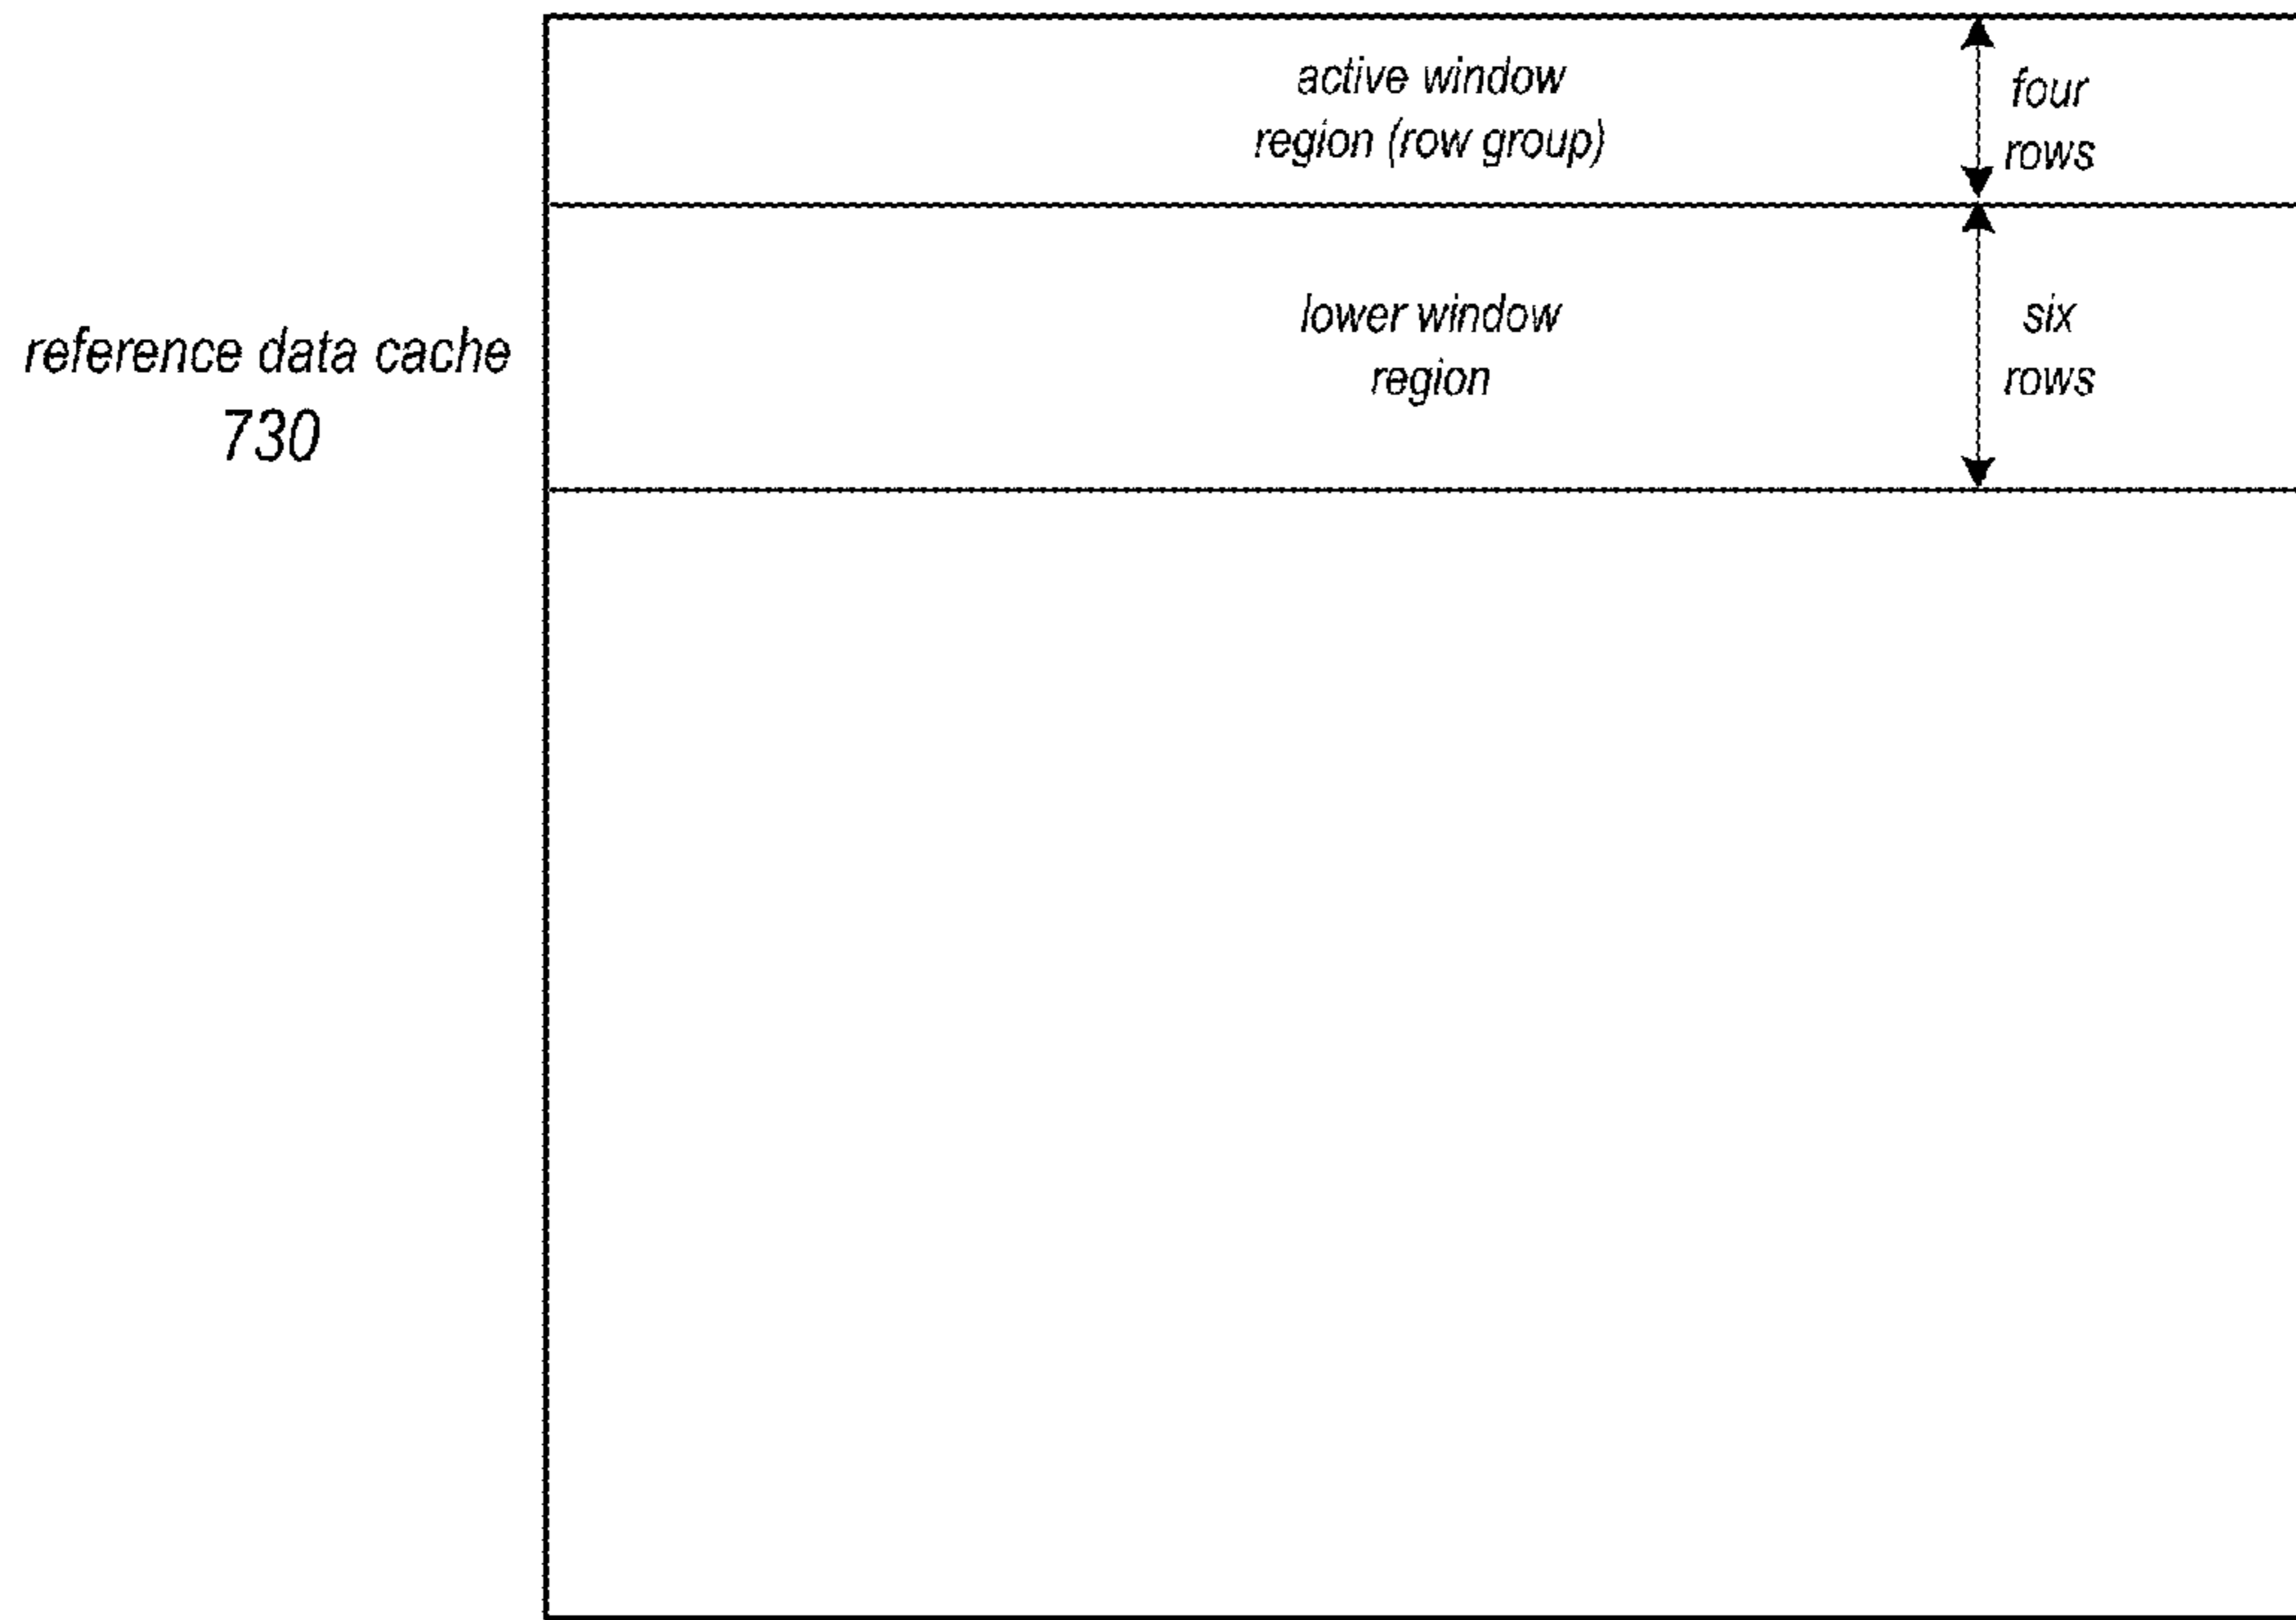 active window
region (row group)
four
rows
lower window
region
six
rows
reference data cache
730